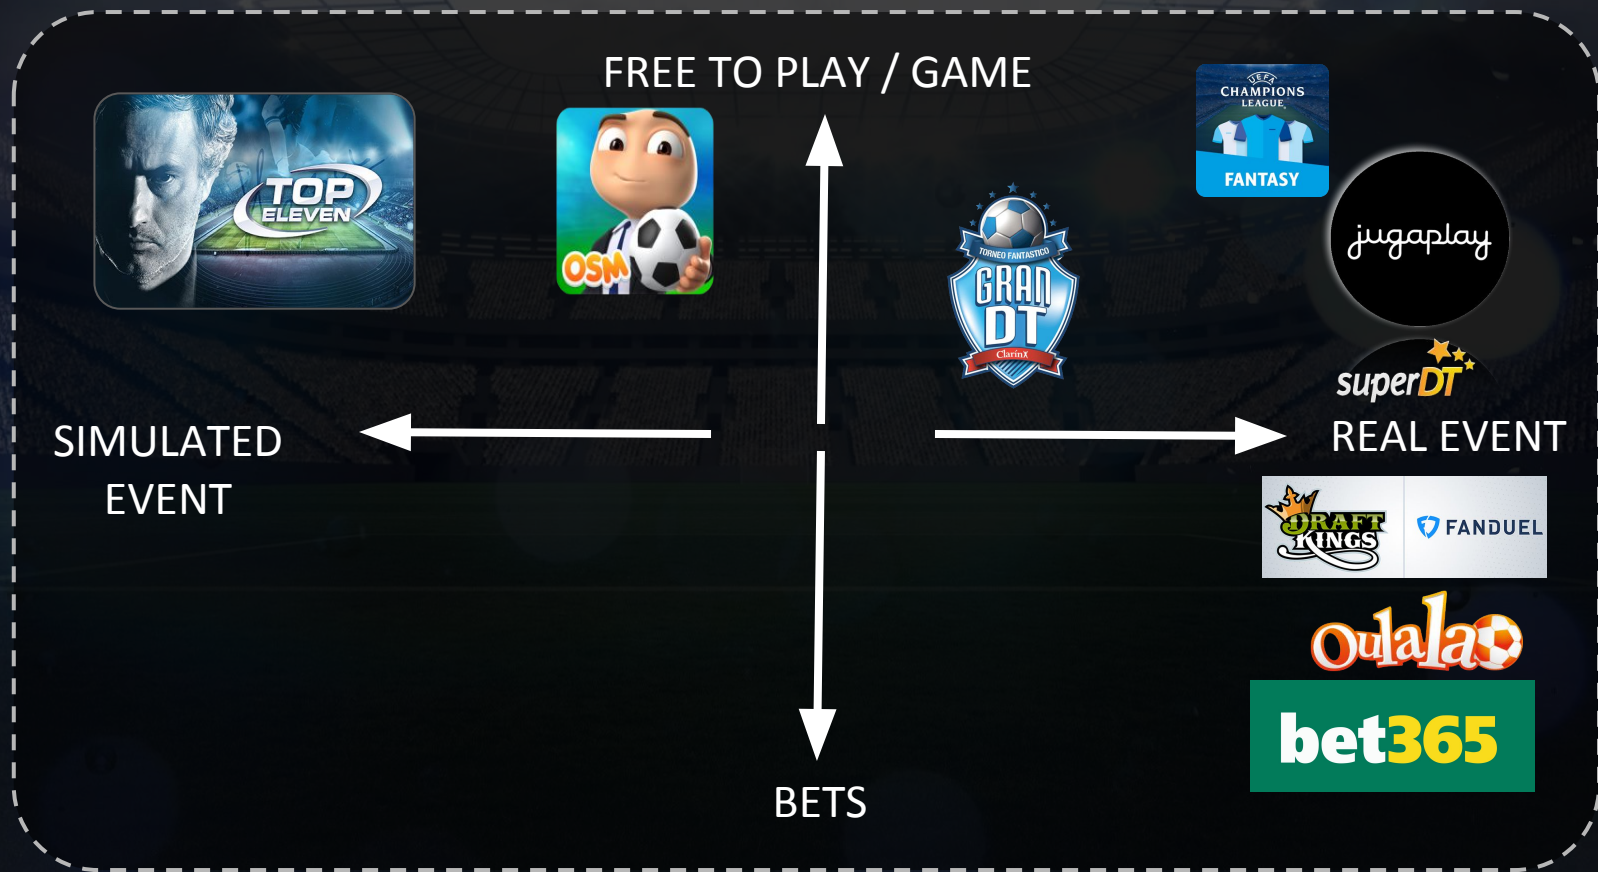 FREE TO PLAY / GAME
UEFA
CHAMPIONS
LEAGUE
FANTASY
TOP
ELEVEN
OSM
TORNEO FANTASTICO
GRAN
DT
ClarínX
jugaplay
superDT
SIMULATED
EVENT
REAL EVENT
DRAFT
KINGS
FANDUEL
Oulala
bet365
BETS